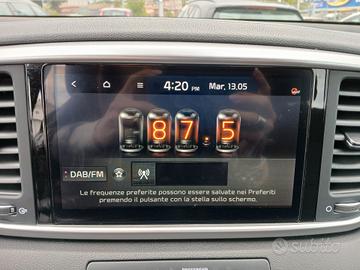 4:20 PM
Mar, 13.05
87.5
DAB/FM
Le frequenze preferite possono essere salvate nei Preferiti
premendo il pulsante con la stella sullo schermo.
subito
PASSENGER